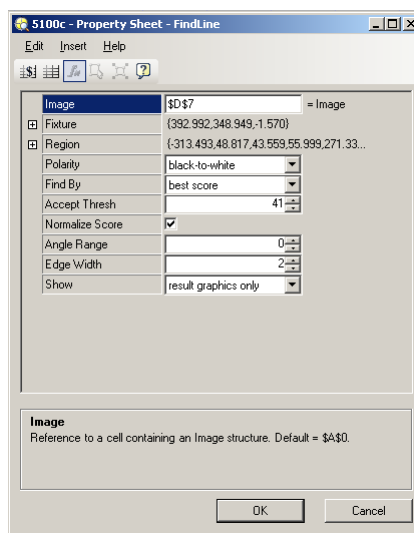 5100c - Property Sheet - FindLine
Edit Insert Help
Image $D$7 = Image
Fixture {392.992,348.949,-1.570}
Region {-313.493,48.817,43.559,55.999,271.33...
Polarity black-to-white
Find By best score
Accept Thresh 41
Normalize Score
Angle Range 0
Edge Width 2
Show result graphics only
Image
Reference to a cell containing an Image structure. Default = $A$0.
OK Cancel